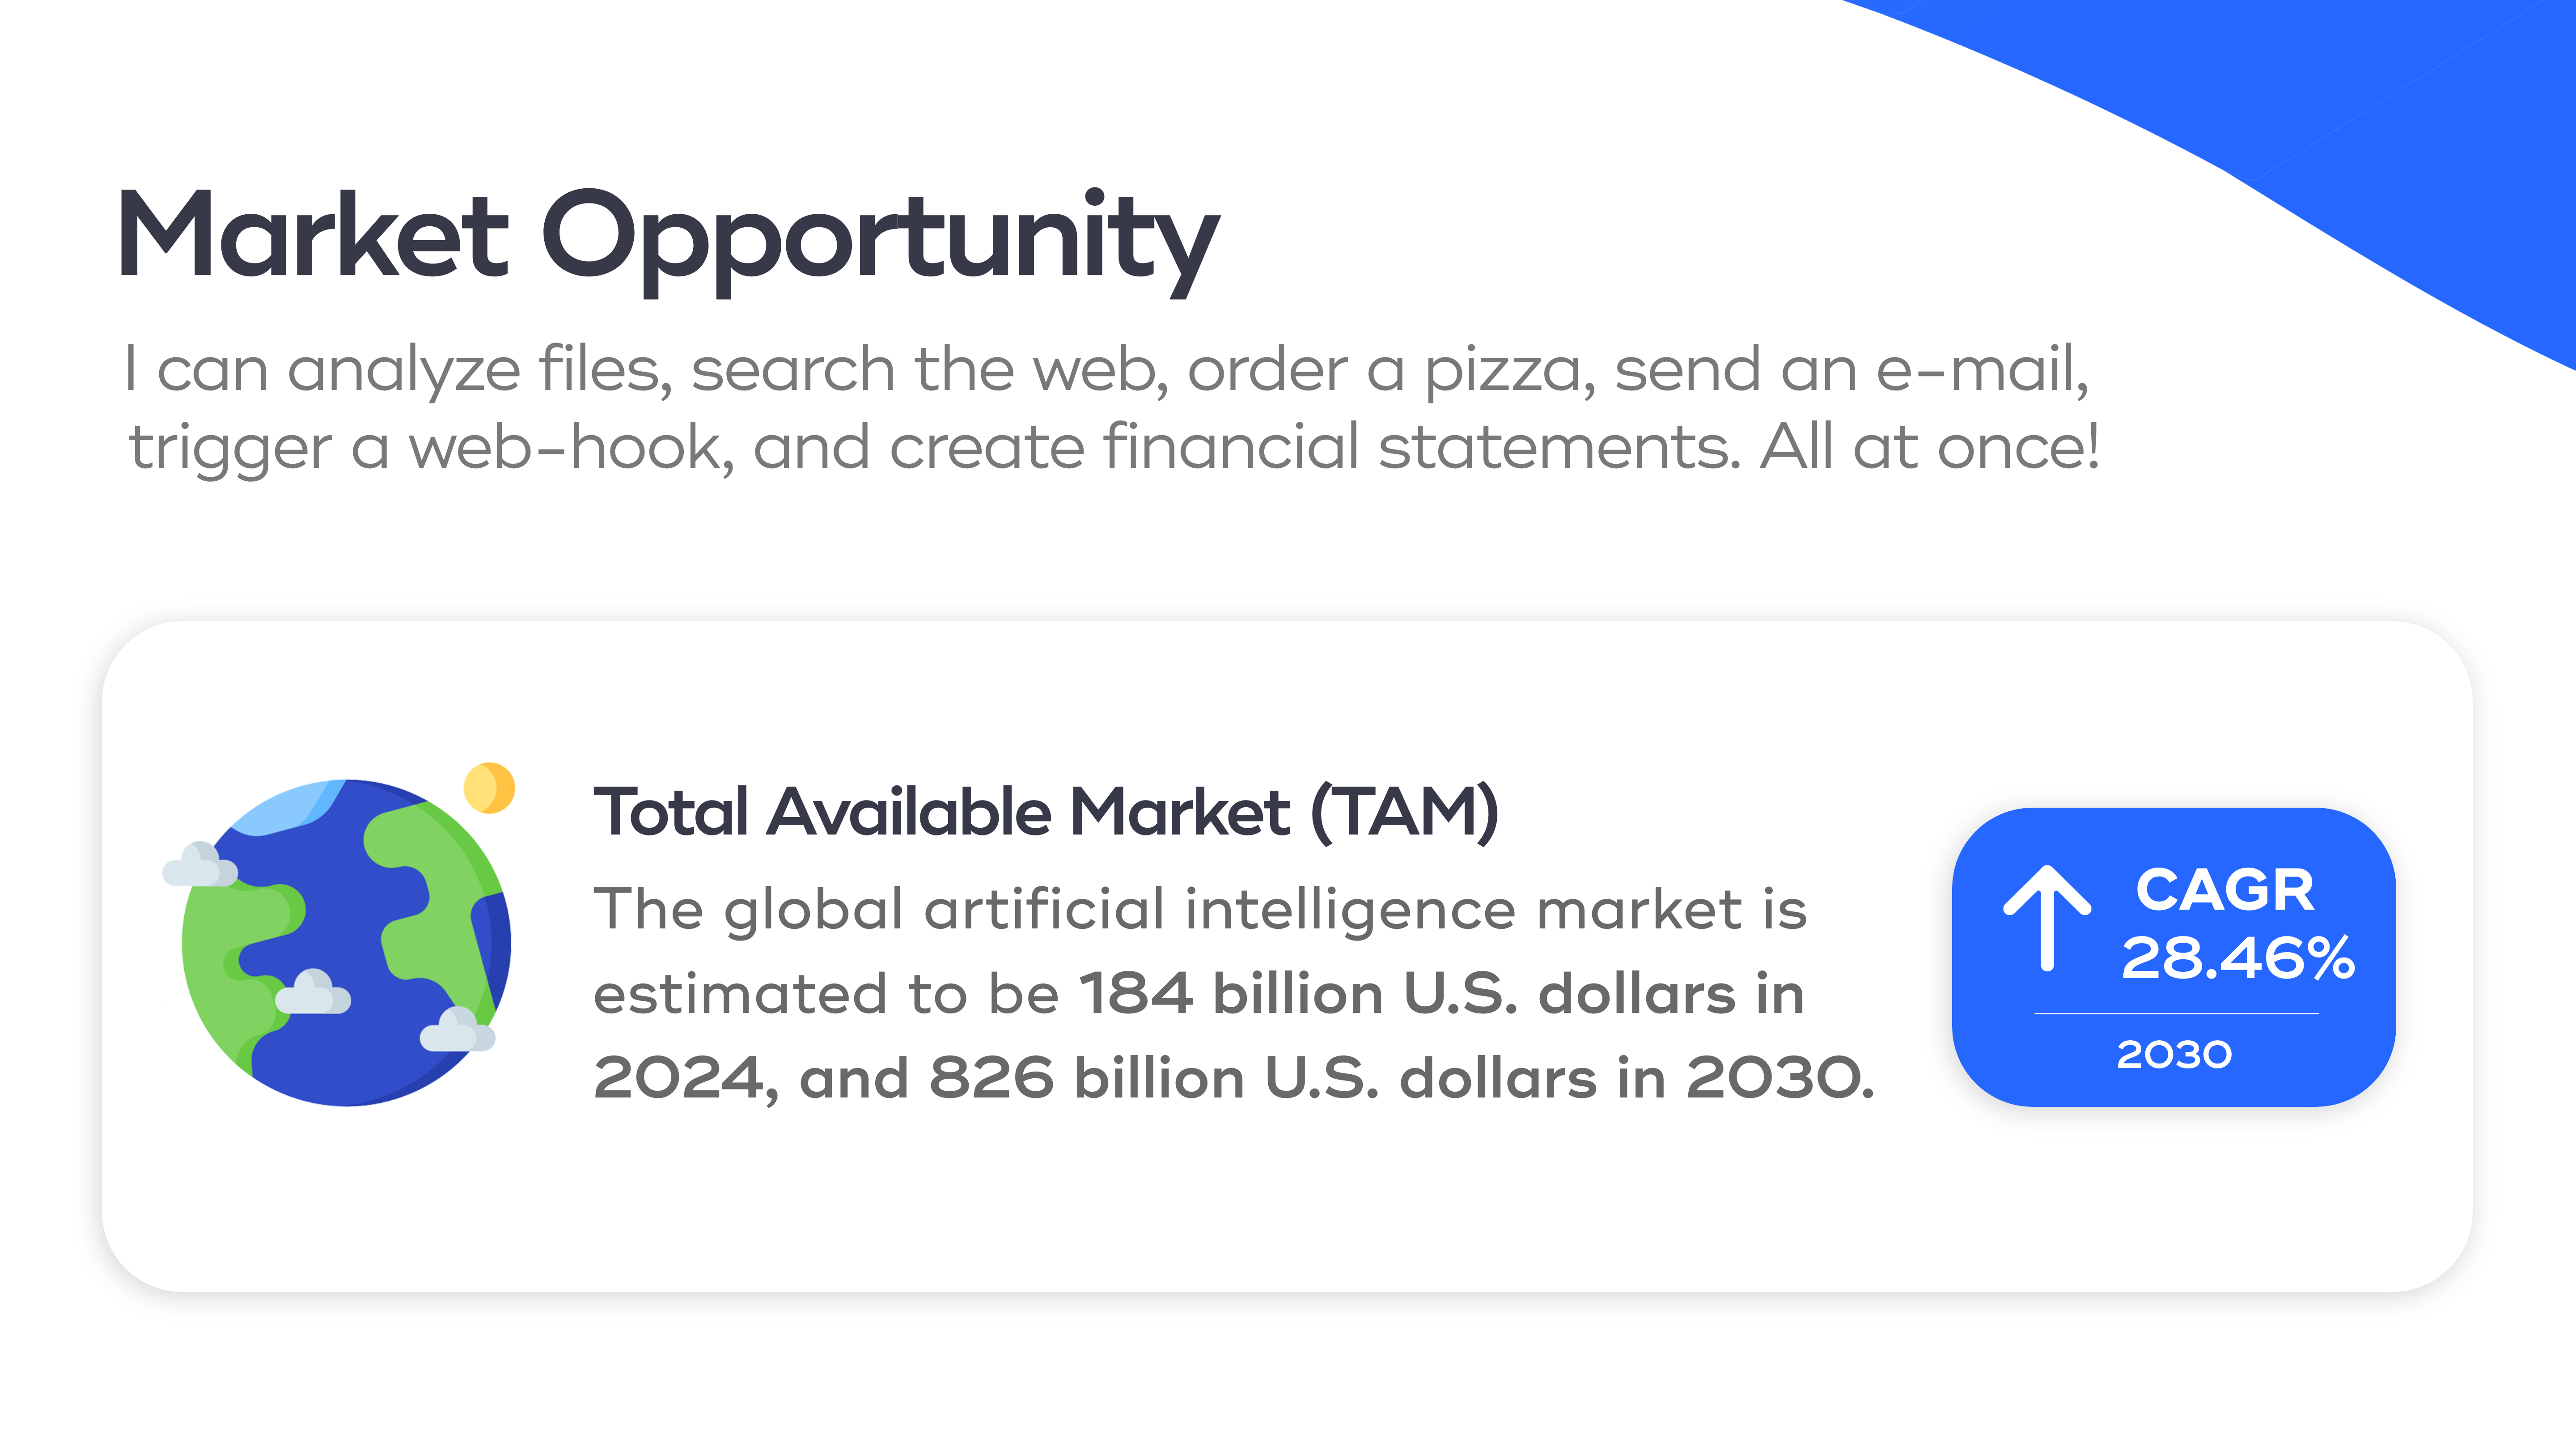 Market Opportunity
I can analyze files, search the web, order a pizza, send an e-mail,
trigger a web-hook, and create financial statements. All at once!
Total Available Market (TAM)
The global artificial intelligence market is
estimated to be 184 billion U.S. dollars in
2024, and 826 billion U.S. dollars in 2030.
CAGR
28.46%
2030